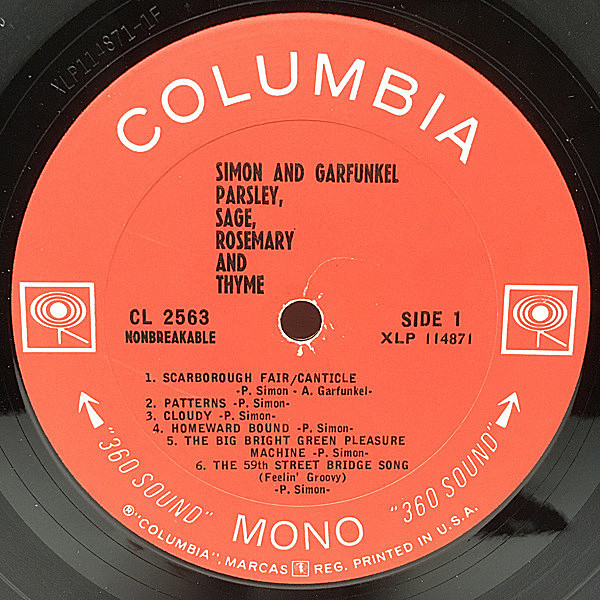 XLP114871-1F
COLUMBIA
SIMON AND GARFUNKEL
PARSLEY,
SAGE,
ROSEMARY
AND
THYME
CL 2563
NONBREAKABLE
SIDE 1
XLP 114871
1. SCARBOROUGH FAIR/CANTICLE
-P. Simon - A. Garfunkel-
2. PATTERNS -P. Simon-
3. CLOUDY -P. Simon-
4. HOMEWARD BOUND -P. Simon-
5. THE BIG BRIGHT GREEN PLEASURE
MACHINE -P. Simon-
6. THE 59th STREET BRIDGE SONG
(Feelin' Groovy)
-P. Simon-
"360 SOUND"
MONO
"360 SOUND"
® "COLUMBIA", MARCAS REG. PRINTED IN U.S.A.